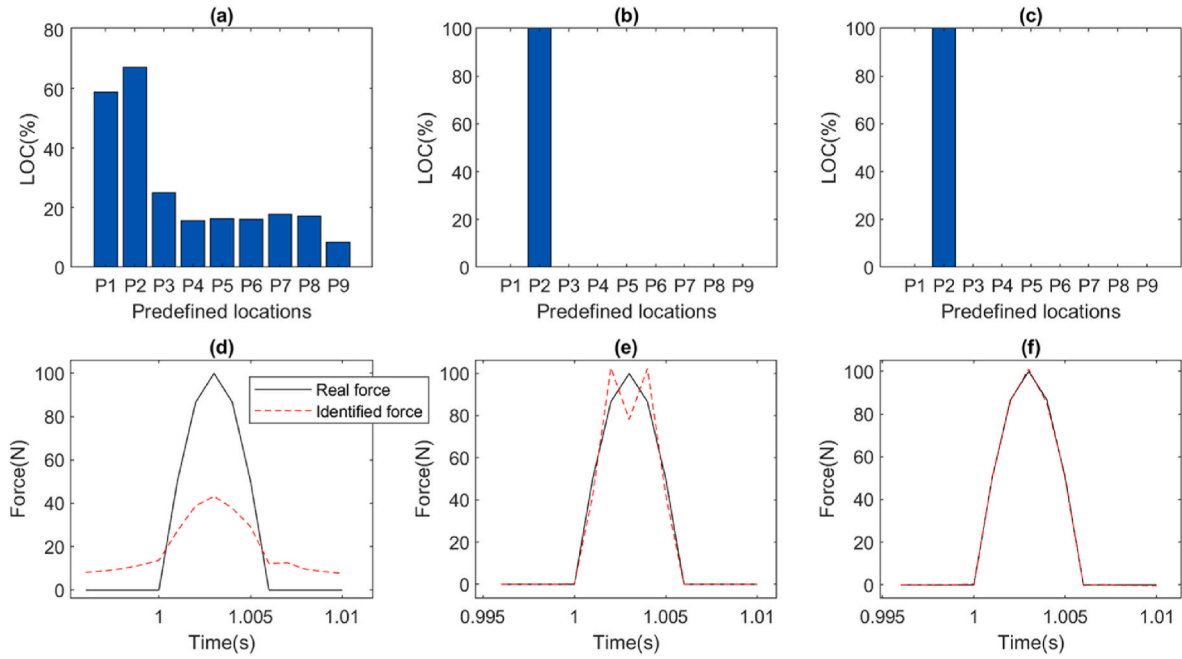 (a)
LOC(%)
80
60
40
20
0
P1 P2 P3 P4 P5 P6 P7 P8 P9
Predefined locations
(b)
LOC(%)
100
80
60
40
20
0
P1 P2 P3 P4 P5 P6 P7 P8 P9
Predefined locations
(c)
LOC(%)
100
80
60
40
20
0
P1 P2 P3 P4 P5 P6 P7 P8 P9
Predefined locations
(d)
Force(N)
100
80
60
40
20
0
1 1.005 1.01
Time(s)
Real force
Identified force
(e)
Force(N)
100
80
60
40
20
0
0.995 1 1.005 1.01
Time(s)
(f)
Force(N)
100
80
60
40
20
0
0.995 1 1.005 1.01
Time(s)